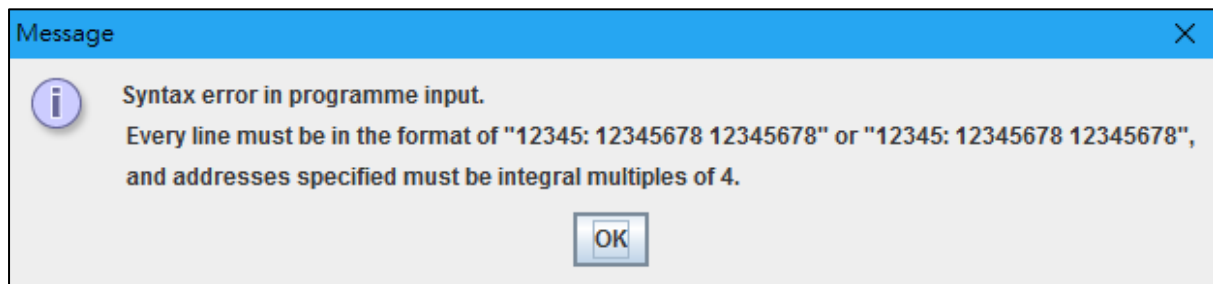 Message
Syntax error in programme input.
Every line must be in the format of "12345: 12345678 12345678" or "12345: 12345678 12345678",
and addresses specified must be integral multiples of 4.
OK